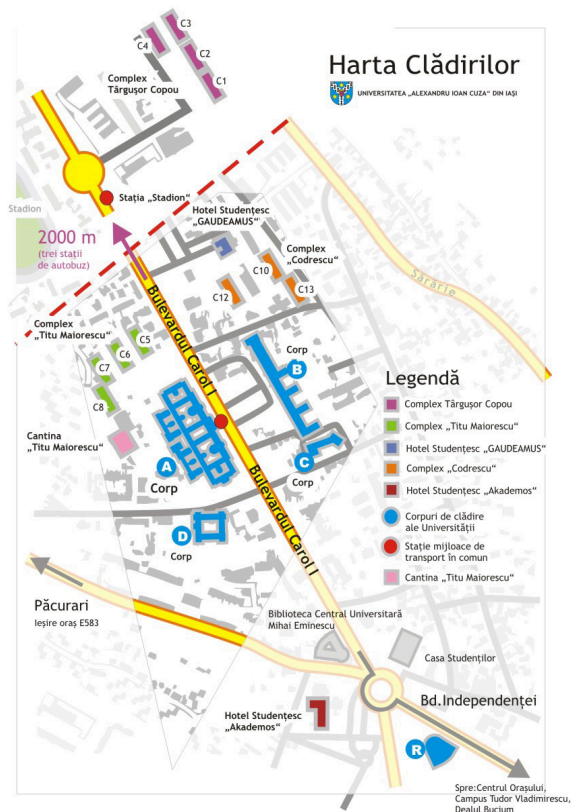 Harta Clădirilor
UNIVERSITATEA „ALEXANDRU IOAN CUZA“ DIN IAŞI
C3
C4
C2
C1
Complex
Târguşor Copou
Staţia „Stadion“
Stadion
2000 m
(trei staţii
de autobuz)
Hotel Studenţesc
„GAUDEAMUS“
Complex
„Codrescu“
C10
C12
C13
Sărărie
Bulevardul Carol I
Complex
„Titu Maiorescu“
C5
C6
C7
C8
Cantina
„Titu Maiorescu“
Corp
B
A
Corp
C
Corp
D
Corp
Bulevardul Carol I
Legendă
Complex Târguşor Copou
Complex „Titu Maiorescu“
Hotel Studenţesc „GAUDEAMUS“
Complex „Codrescu“
Hotel Studenţesc „Akademos“
Corpuri de clădire
ale Universităţii
Staţie mijloace de
transport în comun
Cantina „Titu Maiorescu“
Păcurari
Ieşire oraş E583
Biblioteca Central Universitară
Mihai Eminescu
Casa Studenţilor
Bd.Independenţei
Hotel Studenţesc
„Akademos“
R
Spre:Centrul Oraşului,
Campus Tudor Vladimirescu,
Dealul Bucium